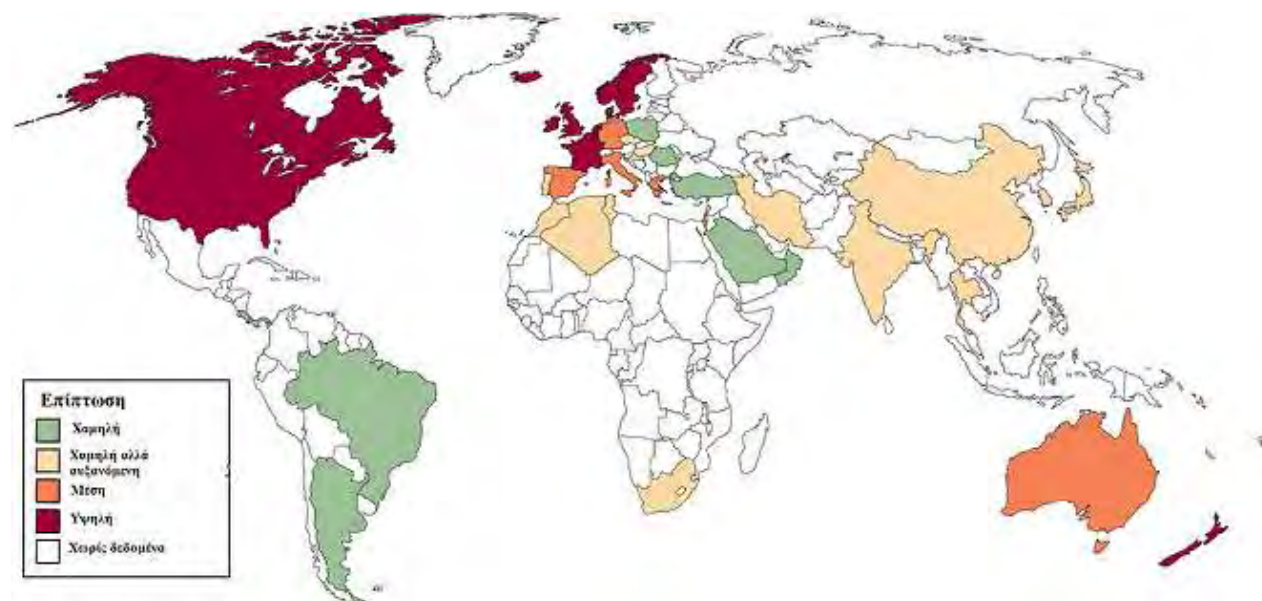 Επίπτωση
Χαμηλή
Χαμηλή αλλά
αυξανόμενη
Μέση
Υψηλή
Χωρίς δεδομένα